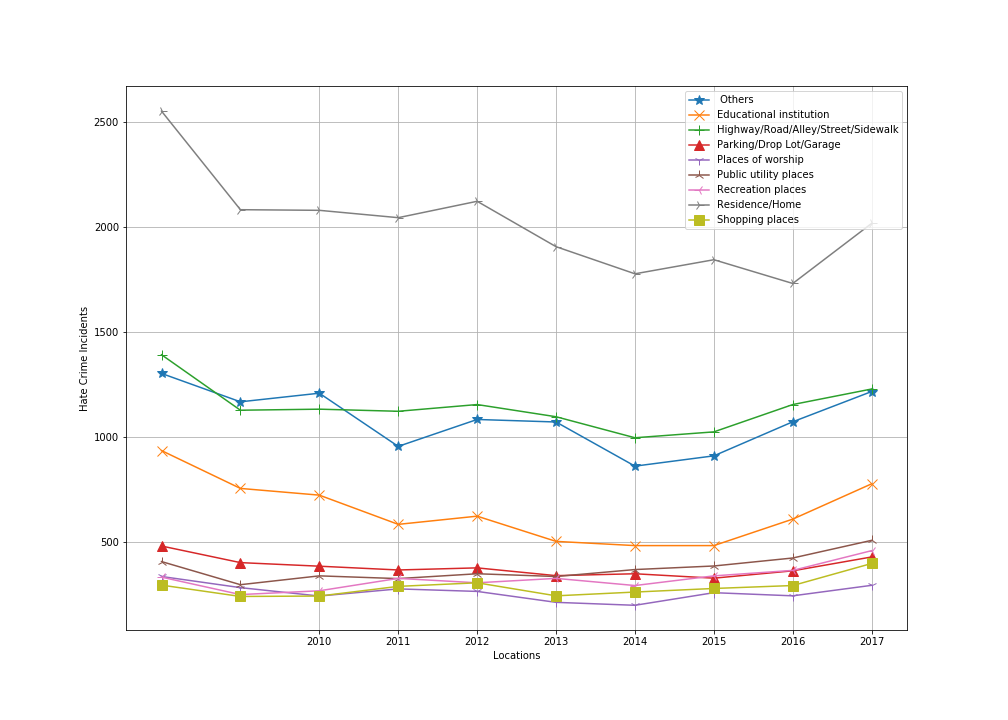 Others
Educational institution
Highway/Road/Alley/Street/Sidewalk
Parking/Drop Lot/Garage
Places of worship
Public utility places
Recreation places
Residence/Home
Shopping places
2500
2000
1500
1000
500
Hate Crime Incidents
2010 2011 2012 2013 2014 2015 2016 2017
Locations